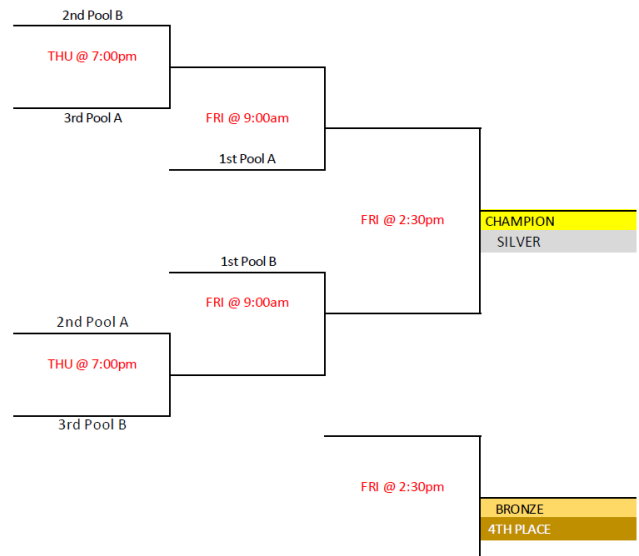 2nd Pool B
THU @ 7:00pm
3rd Pool A
FRI @ 9:00am
1st Pool A
FRI @ 2:30pm
CHAMPION
SILVER
1st Pool B
FRI @ 9:00am
2nd Pool A
THU @ 7:00pm
3rd Pool B
FRI @ 2:30pm
BRONZE
4TH PLACE